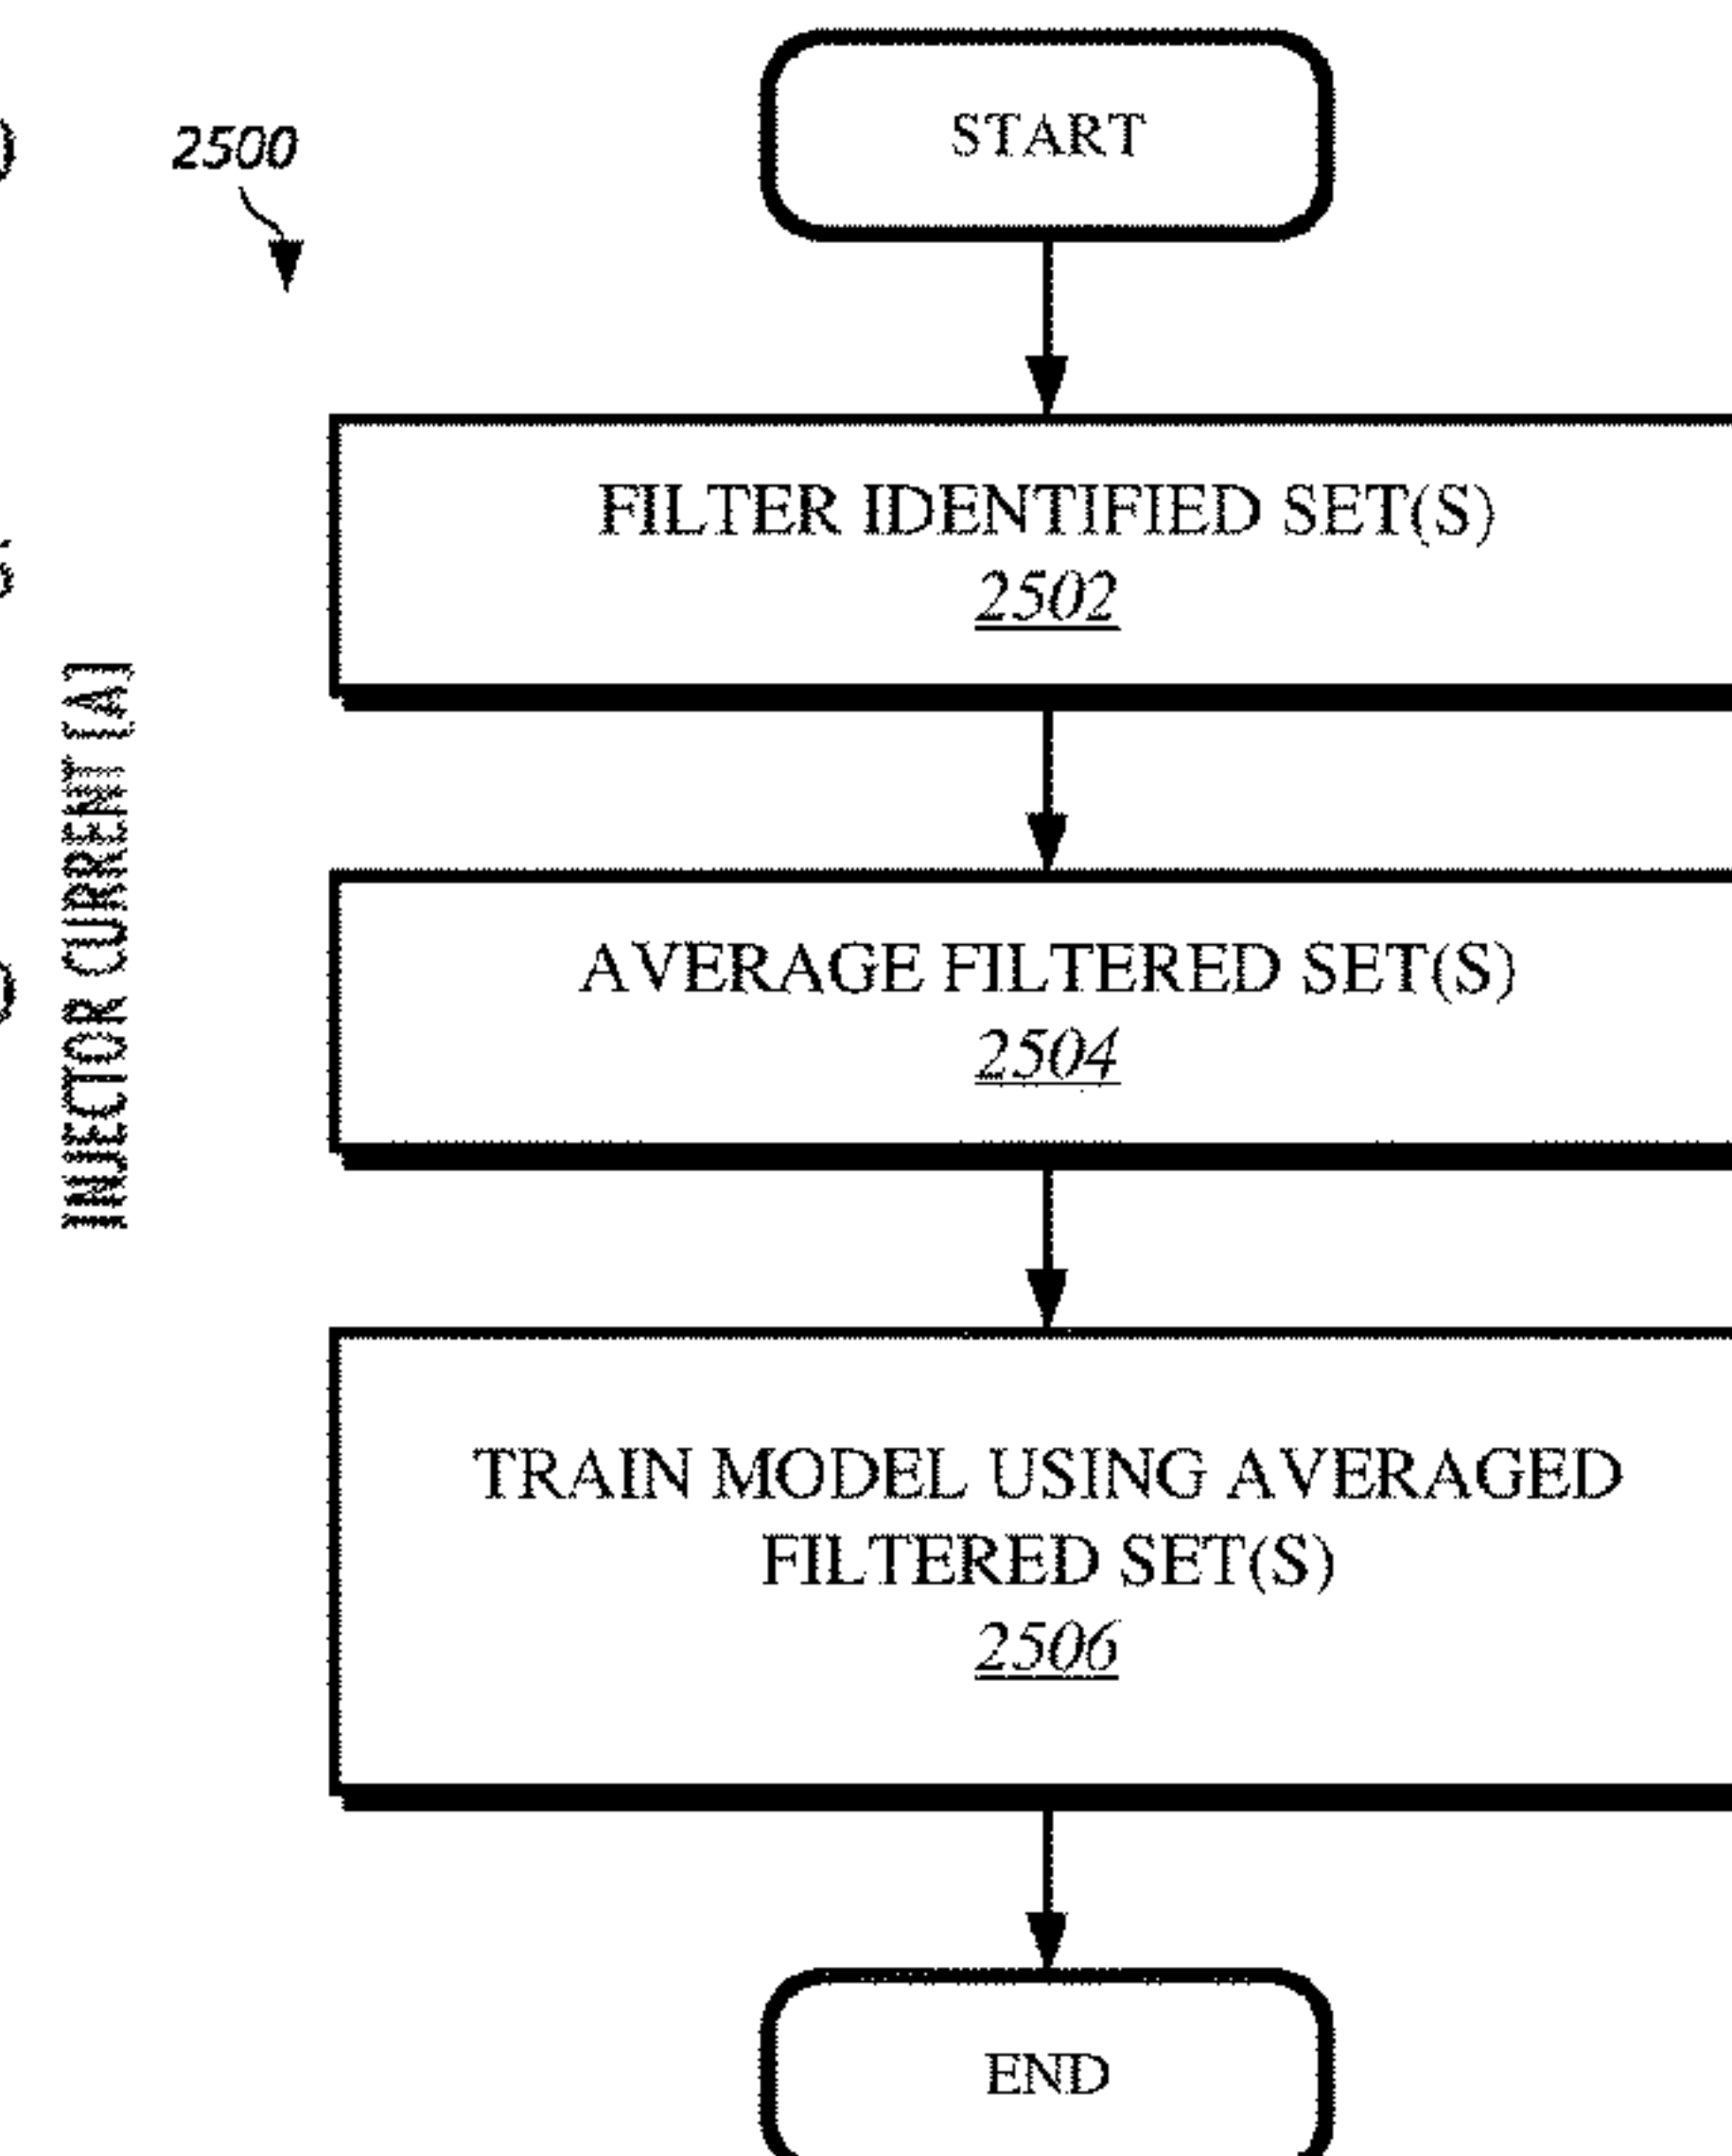 2500
START
FILTER IDENTIFIED SET(S)
2502
INJECTOR CURRENT [A]
AVERAGE FILTERED SET(S)
2504
TRAIN MODEL USING AVERAGED
FILTERED SET(S)
2506
END